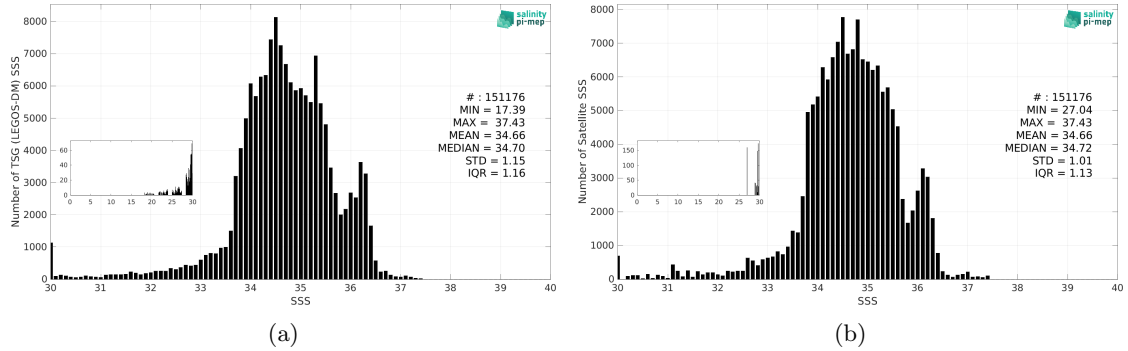 8000
7000
6000
5000
4000
3000
2000
1000
0
Number of TSG (LEGOS-DM) SSS
salinity
pi-mep
# : 151176
MIN = 17.39
MAX = 37.43
MEAN = 34.66
MEDIAN = 34.70
STD = 1.15
IQR = 1.16
60
40
20
0
0 5 10 15 20 25 30
30 31 32 33 34 35 36 37 38 39 40
SSS
(a)
8000
7000
6000
5000
4000
3000
2000
1000
0
Number of Satellite SSS
salinity
pi-mep
# : 151176
MIN = 27.04
MAX = 37.43
MEAN = 34.66
MEDIAN = 34.72
STD = 1.01
IQR = 1.13
150
100
50
0
0 5 10 15 20 25 30
30 31 32 33 34 35 36 37 38 39 40
SSS
(b)